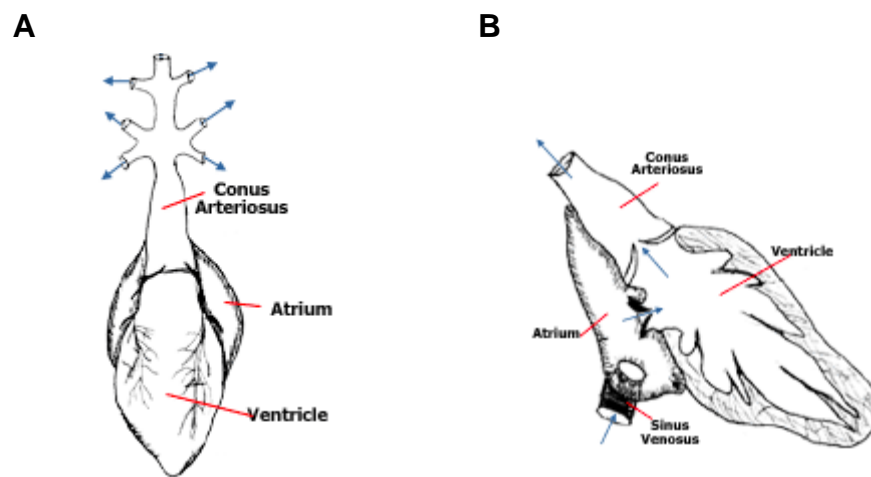 A
Conus
Arteriosus
Atrium
Ventricle
B
Conus
Arteriosus
Ventricle
Atrium
Sinus
Venosus